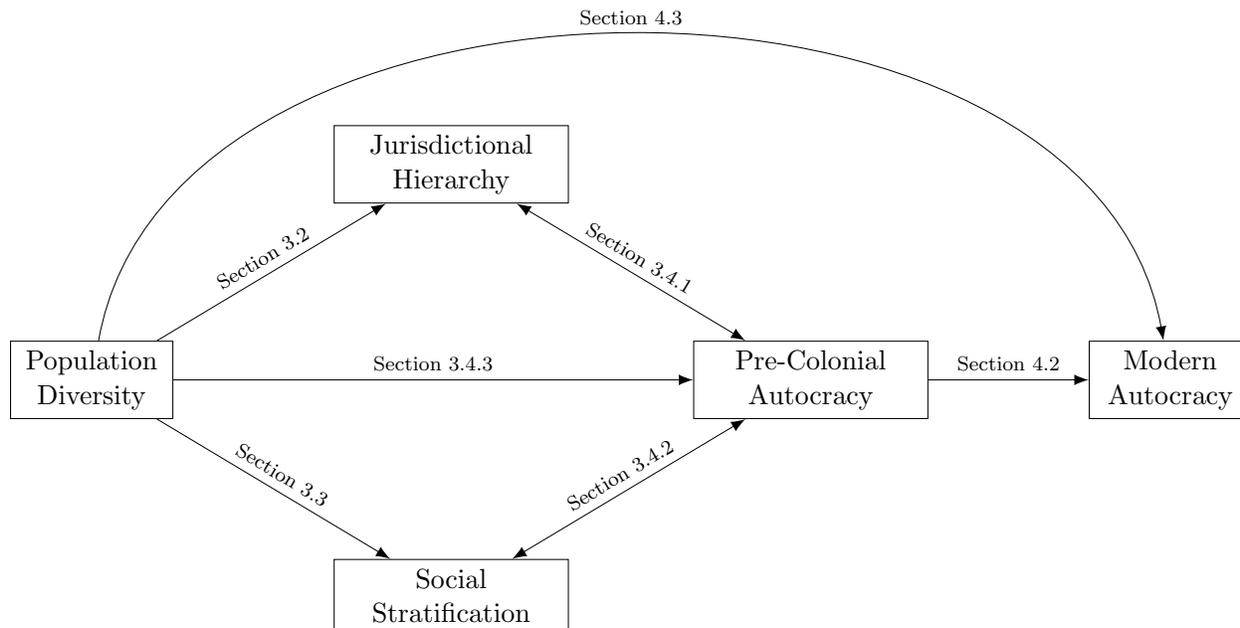 Section 4.3
Jurisdictional
Hierarchy
Section 3.2
Section 3.4.1
Population
Diversity
Section 3.4.3
Pre-Colonial
Autocracy
Section 4.2
Modern
Autocracy
Section 3.3
Section 3.4.2
Social
Stratification